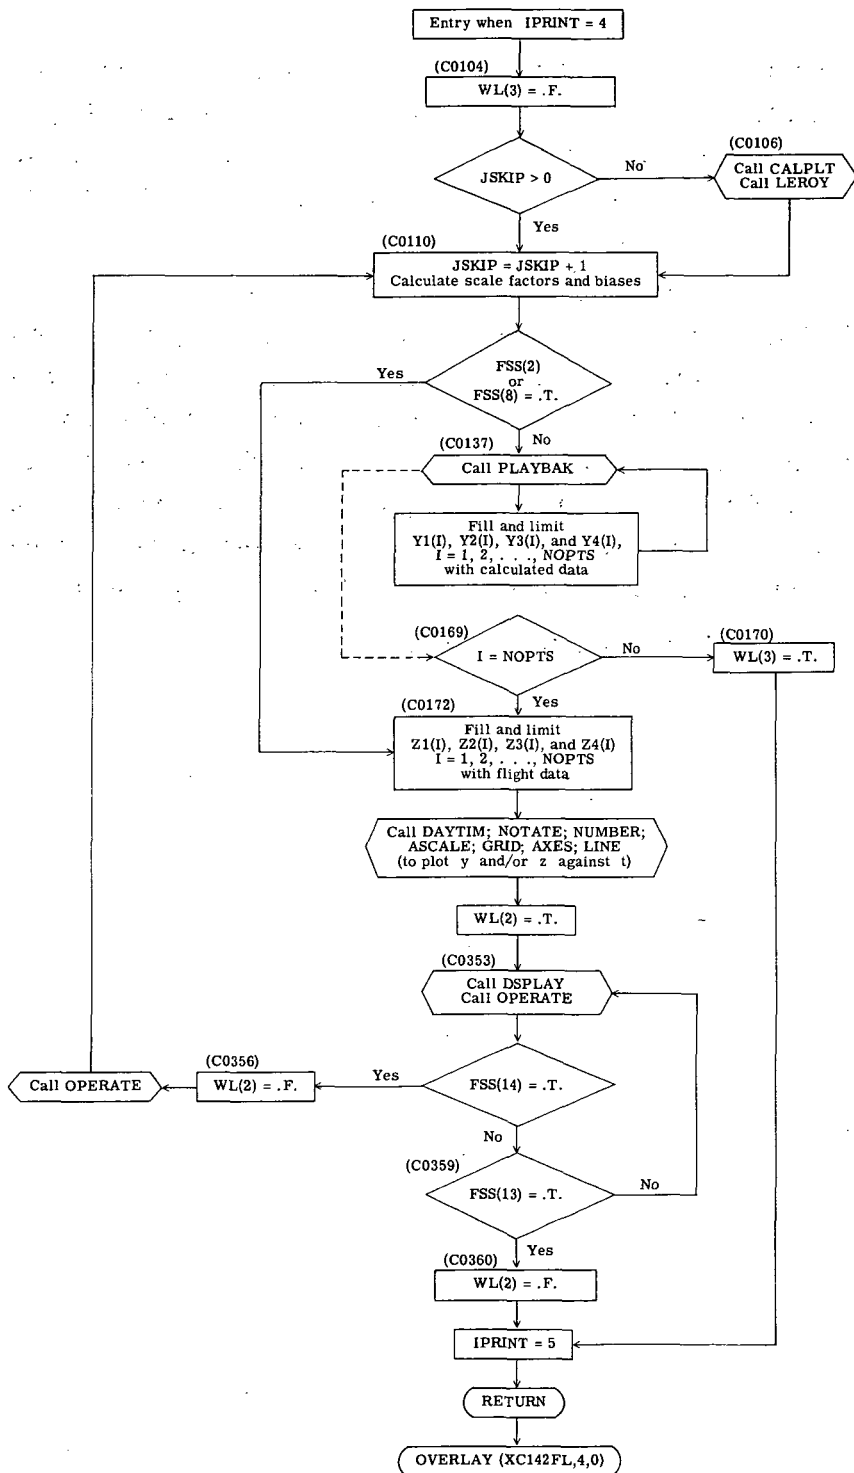 Entry when IPRINT = 4
(C0104)
WL(3) = .F.
JSKIP > 0
No
(C0106)
Call CALPLT
Call LEROY
Yes
(C0110)
JSKIP = JSKIP + 1
Calculate scale factors and biases
FSS(2)
or
FSS(8) = .T.
Yes
No
(C0137)
Call PLAYBAK
Fill and limit
Y1(I), Y2(I), Y3(I), and Y4(I),
I = 1, 2, . . ., NOPTS
with calculated data
(C0169)
I = NOPTS
No
(C0170)
WL(3) = .T.
Yes
(C0172)
Fill and limit
Z1(I), Z2(I), Z3(I), and Z4(I)
I = 1, 2, . . ., NOPTS
with flight data
Call DAYTIM; NOTATE; NUMBER;
ASCALE; GRID; AXES; LINE
(to plot y and/or z against t)
WL(2) = .T.
(C0353)
Call DSPLAY
Call OPERATE
FSS(14) = .T.
Yes
(C0356)
WL(2) = .F.
Call OPERATE
No
(C0359)
FSS(13) = .T.
No
Yes
(C0360)
WL(2) = .F.
IPRINT = 5
RETURN
OVERLAY (XC142FL,4,0)